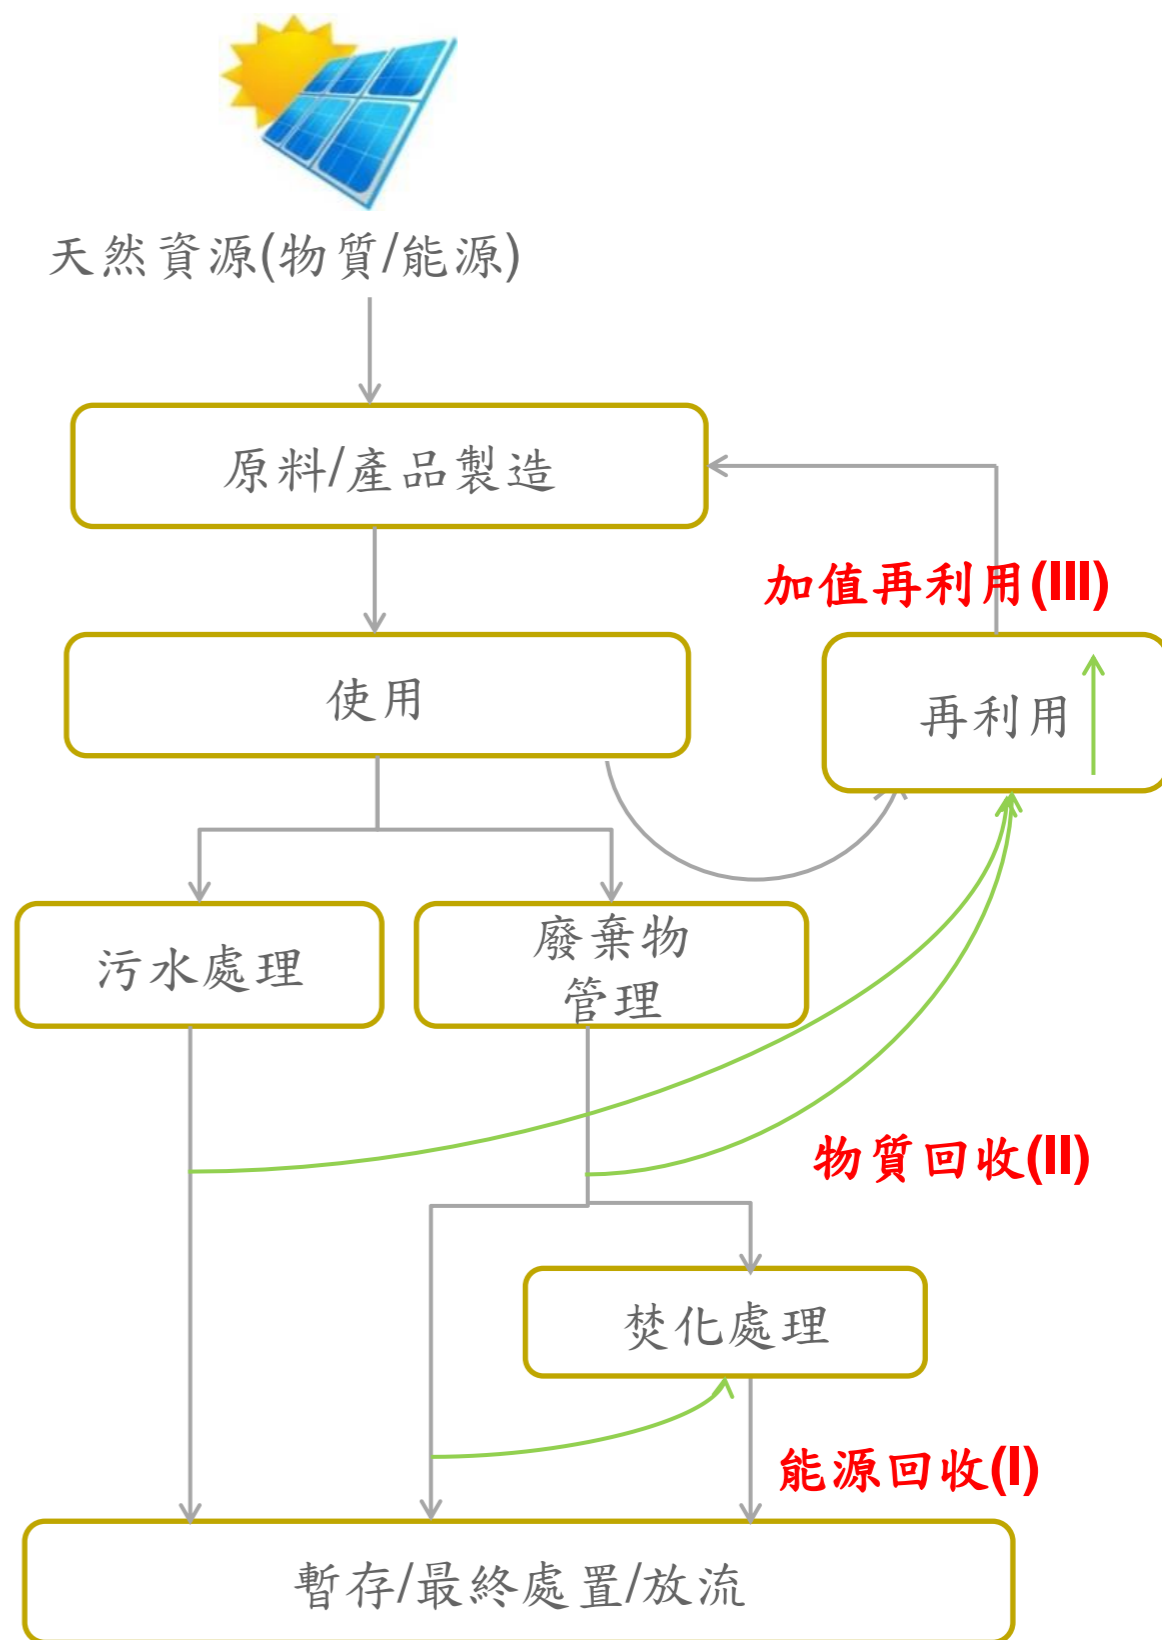 天然資源(物質/能源)
原料/產品製造
加值再利用(III)
使用
再利用
污水處理
廢棄物
管理
物質回收(II)
焚化處理
能源回收(I)
暫存/最終處置/放流